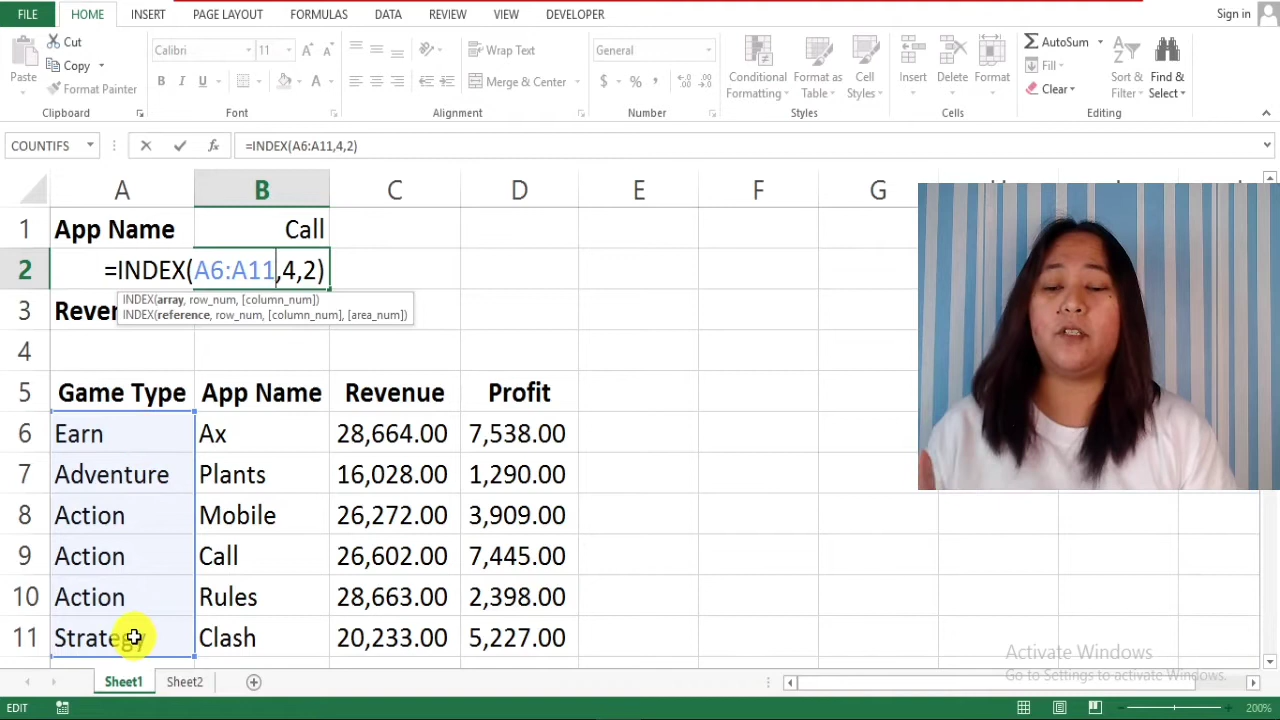 FILE HOME INSERT PAGE LAYOUT FORMULAS DATA REVIEW VIEW DEVELOPER Sign in
Paste Cut Copy Format Painter
Clipboard
Calibri 11
B I U A A A
Font
Wrap Text
Merge & Center
Alignment
General
$ % ,
Number
Conditional Formatting Format as Table Cell Styles
Styles
Insert Delete Format
Cells
AutoSum Fill Clear Sort & Filter Find & Select
Editing
COUNTIFS fx =INDEX(A6:A11,4,2)
A B C D E F G
1 App Name Call
2 =INDEX(A6:A11,4,2)
INDEX(array, row_num, [column_num])
INDEX(reference, row_num, [column_num], [area_num])
3 Reven
4
5 Game Type App Name Revenue Profit
6 Earn Ax 28,664.00 7,538.00
7 Adventure Plants 16,028.00 1,290.00
8 Action Mobile 26,272.00 3,909.00
9 Action Call 26,602.00 7,445.00
10 Action Rules 28,663.00 2,398.00
11 Strategy Clash 20,233.00 5,227.00
Activate Windows
Go to Settings to activate Windows.
Sheet1 Sheet2
EDIT 200%